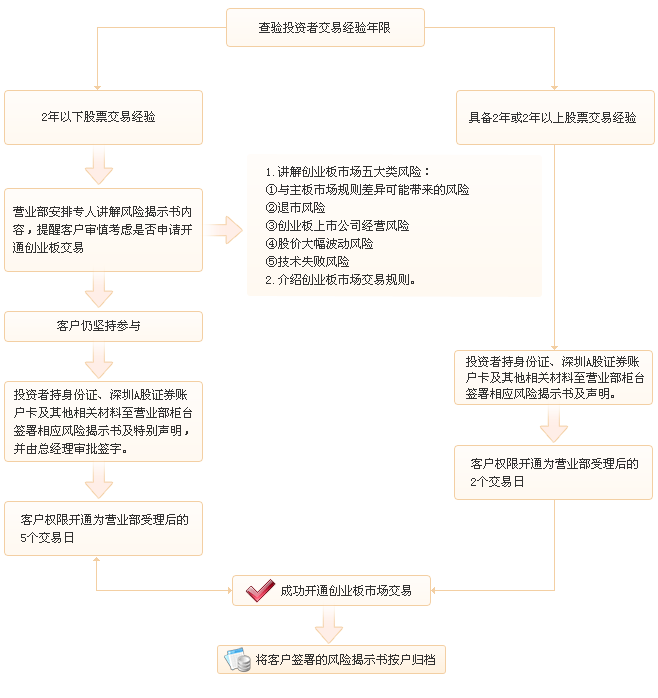 查验投资者交易经验年限
2年以下股票交易经验
具备2年或2年以上股票交易经验
营业部安排专人讲解风险揭示书内
容，提醒客户审慎考虑是否申请开
通创业板交易
1.讲解创业板市场五大类风险：
①与主板市场规则差异可能带来的风险
②退市风险
③创业板上市公司经营风险
④股价大幅波动风险
⑤技术失败风险
2.介绍创业板市场交易规则。
客户仍坚持参与
投资者持身份证、深圳A股证券账
户卡及其他相关材料至营业部柜台
签署相应风险揭示书及特别声明，
并由总经理审批签字。
投资者持身份证、深圳A股证券账
户卡及其他相关材料至营业部柜台
签署相应风险揭示书及声明。
客户权限开通为营业部受理后的
5个交易日
客户权限开通为营业部受理后的
2个交易日
成功开通创业板市场交易
将客户签署的风险揭示书按户归档